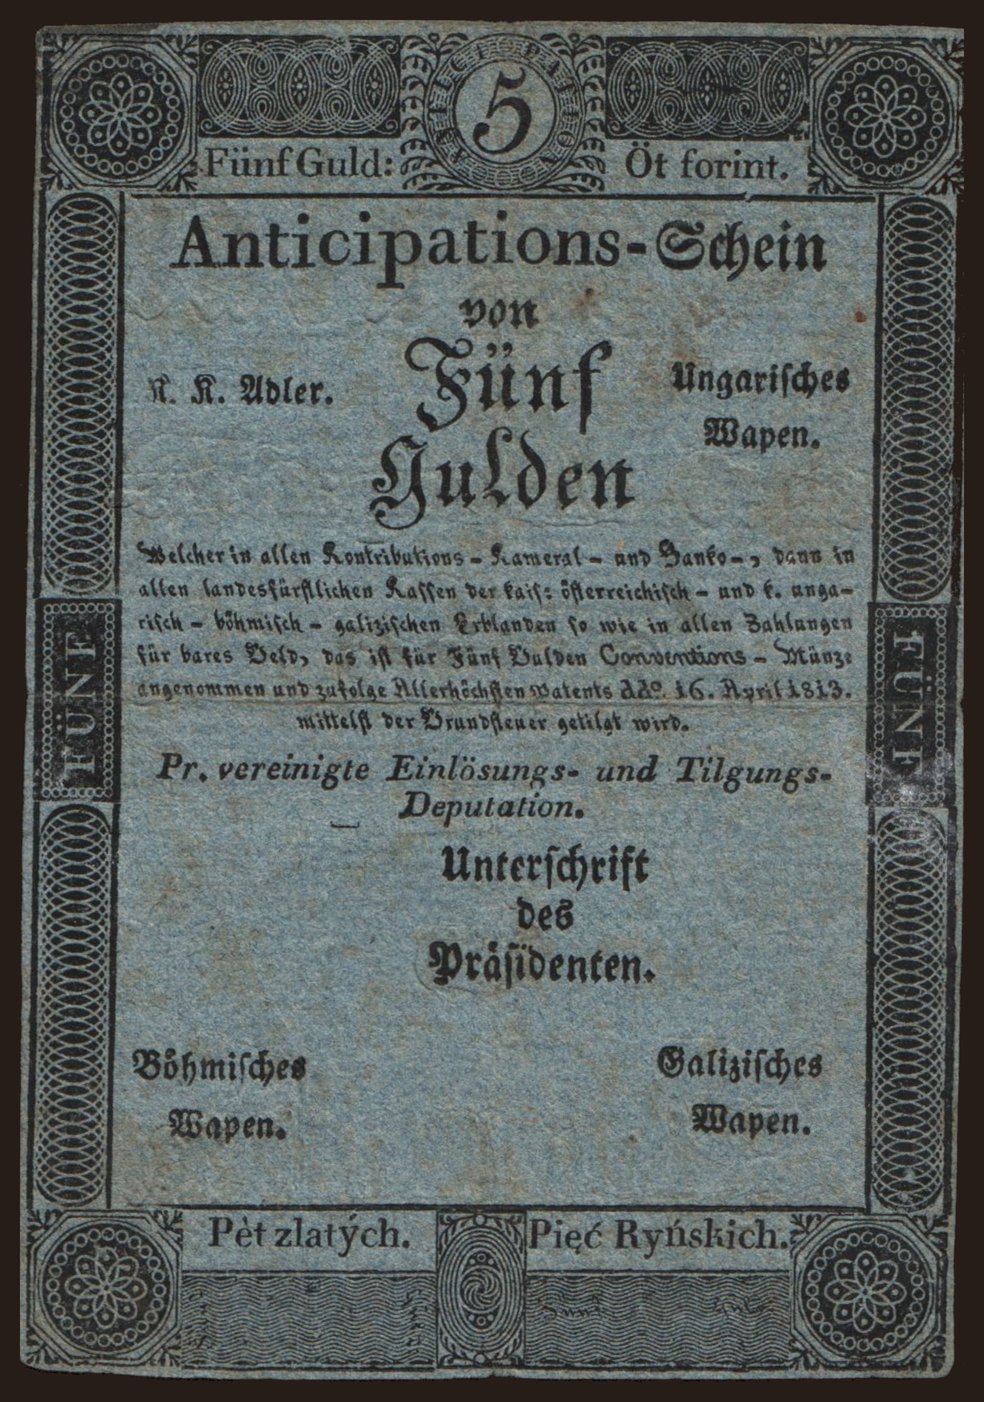 5
Fünf Guld:
Öt forint.
Anticipations-Schein
von
Fünf
Gulden
K. K. Adler.
Ungarisches
Wapen.
Welcher in allen Kontributions- Kameral- und Banko-, dann in
allen landesfürstlichen Kassen der kais: österreichisch- und k. unga-
risch- böhmisch- galizischen Erblanden so wie in allen Zahlungen
für bares Geld, das ist für Fünf Gulden Conventions- Münze
angenommen und zufolge Allerhöchsten Patents ddo. 16. April 1813.
mittelst der Grundsteuer getilgt wird.
FÜNF
FÜNF
Pr. vereinigte Einlösungs- und Tilgungs-
Deputation.
Unterschrift
des
Präsidenten.
Böhmisches
Wapen.
Galizisches
Wapen.
Pèt zlatých.
Pięć Ryńskich.